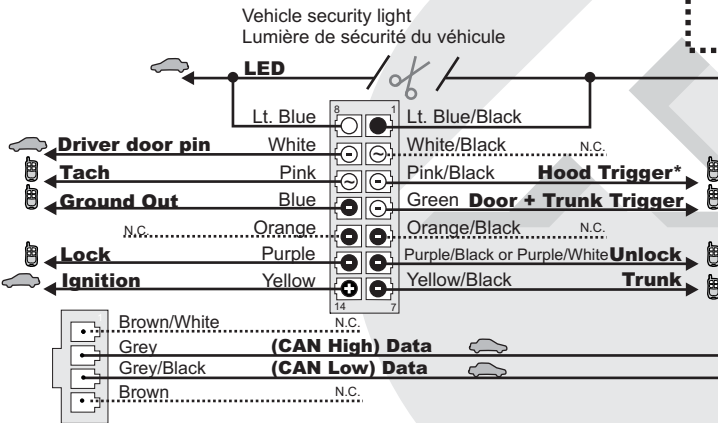 Vehicle security light
Lumière de sécurité du véhicule
LED
8 1
Lt. Blue Lt. Blue/Black
Driver door pin White White/Black N.C.
Tach Pink Pink/Black Hood Trigger*
Ground Out Blue Green Door + Trunk Trigger
N.C. Orange Orange/Black N.C.
Lock Purple Purple/Black or Purple/White Unlock
Ignition Yellow Yellow/Black Trunk
14 7
Brown/White N.C.
Grey (CAN High) Data
Grey/Black (CAN Low) Data
Brown N.C.